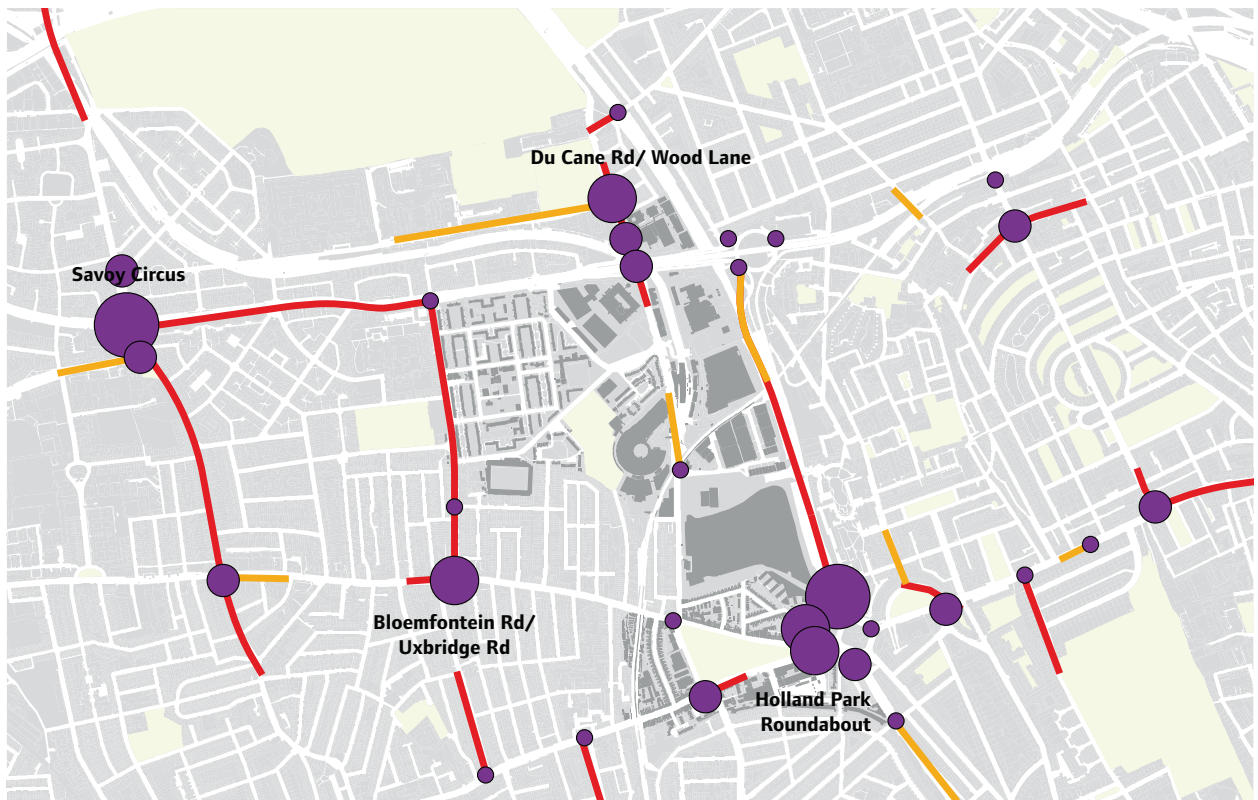 Du Cane Rd/ Wood Lane
Savoy Circus
Bloemfontein Rd/
Uxbridge Rd
Holland Park
Roundabout